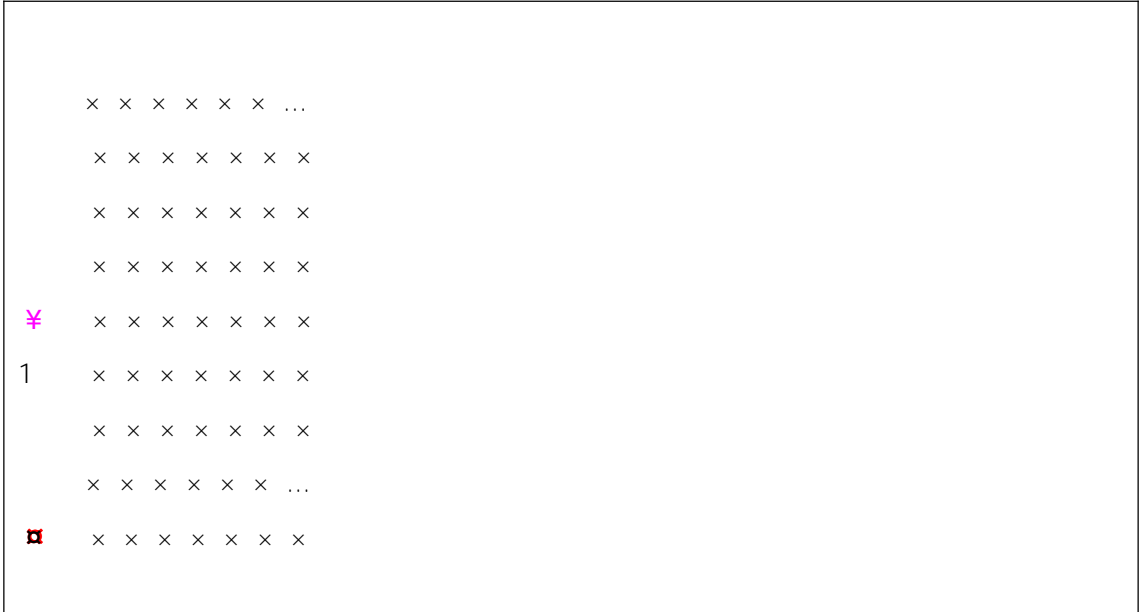 × × × × × × ...
× × × × × × ×
× × × × × × ×
× × × × × × ×
¥ × × × × × × ×
1 × × × × × × ×
× × × × × × ×
× × × × × × ...
¤ × × × × × × ×